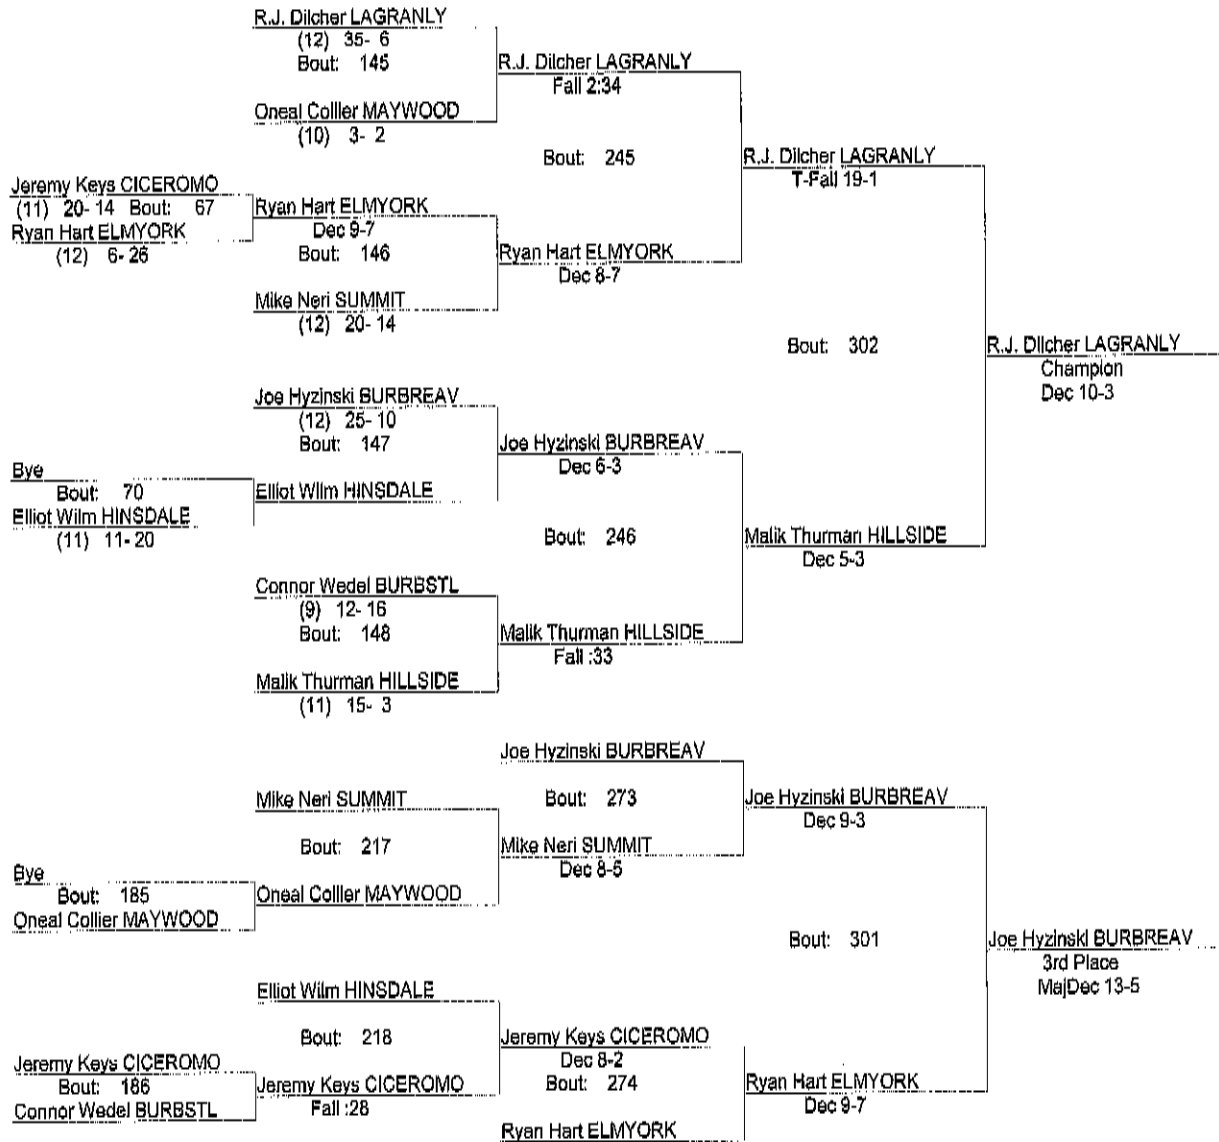 R.J. Dilcher LAGRANLY
(12) 35- 6
Bout: 145
R.J. Dilcher LAGRANLY
Fall 2:34
Oneal Collier MAYWOOD
(10) 3- 2
Bout: 245
R.J. Dilcher LAGRANLY
T-Fall 19-1
Jeremy Keys CICEROMO
(11) 20- 14 Bout: 67
Ryan Hart ELMYORK
(12) 6- 26
Ryan Hart ELMYORK
Dec 9-7
Bout: 146
Ryan Hart ELMYORK
Dec 8-7
Mike Neri SUMMIT
(12) 20- 14
Bout: 302
R.J. Dilcher LAGRANLY
Champion
Dec 10-3
Joe Hyzinski BURBREAV
(12) 25- 10
Bout: 147
Joe Hyzinski BURBREAV
Dec 6-3
Bye
Bout: 70
Elliot Wilm HINSDALE
(11) 11- 20
Elliot Wilm HINSDALE
Bout: 246
Malik Thurman HILLSIDE
Dec 5-3
Connor Wedel BURBSTL
(9) 12- 16
Bout: 148
Malik Thurman HILLSIDE
Fall :33
Malik Thurman HILLSIDE
(11) 15- 3
Joe Hyzinski BURBREAV
Mike Neri SUMMIT
Bout: 273
Joe Hyzinski BURBREAV
Dec 9-3
Bout: 217
Mike Neri SUMMIT
Dec 8-5
Bye
Bout: 185
Oneal Collier MAYWOOD
Oneal Collier MAYWOOD
Bout: 301
Joe Hyzinski BURBREAV
3rd Place
MajDec 13-5
Elliot Wilm HINSDALE
Bout: 218
Jeremy Keys CICEROMO
Dec 8-2
Bout: 274
Jeremy Keys CICEROMO
Bout: 186
Connor Wedel BURBSTL
Jeremy Keys CICEROMO
Fall :28
Ryan Hart ELMYORK
Dec 9-7
Ryan Hart ELMYORK